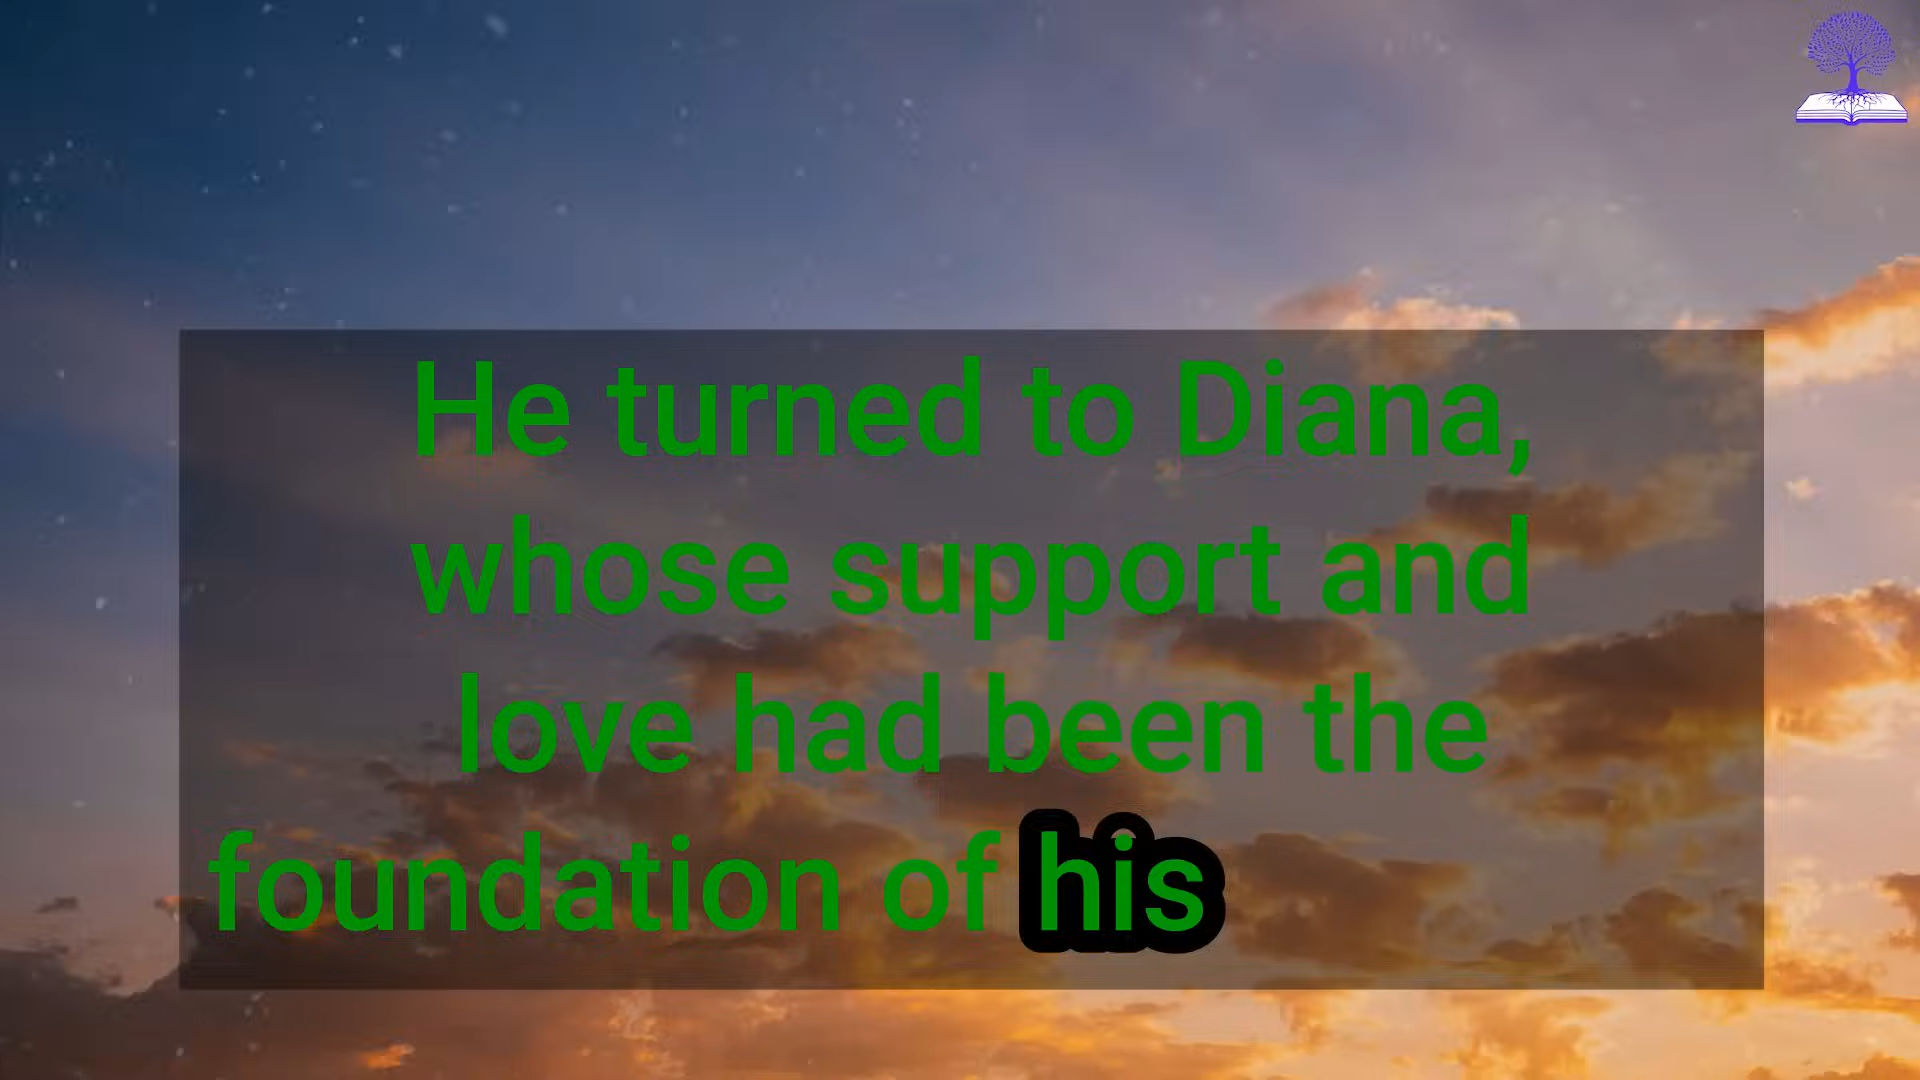 He turned to Diana,
whose support and
love had been the
foundation of his